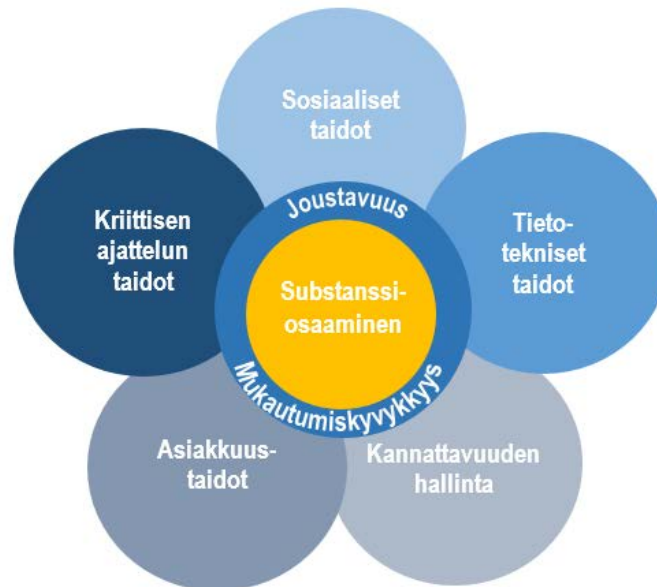 Sosiaaliset
taidot
Kriittisen
ajattelun
taidot
Tieto-
tekniset
taidot
Joustavuus
Substanssi-
osaaminen
Mukautumiskyvykkyys
Asiakkuus-
taidot
Kannattavuuden
hallinta